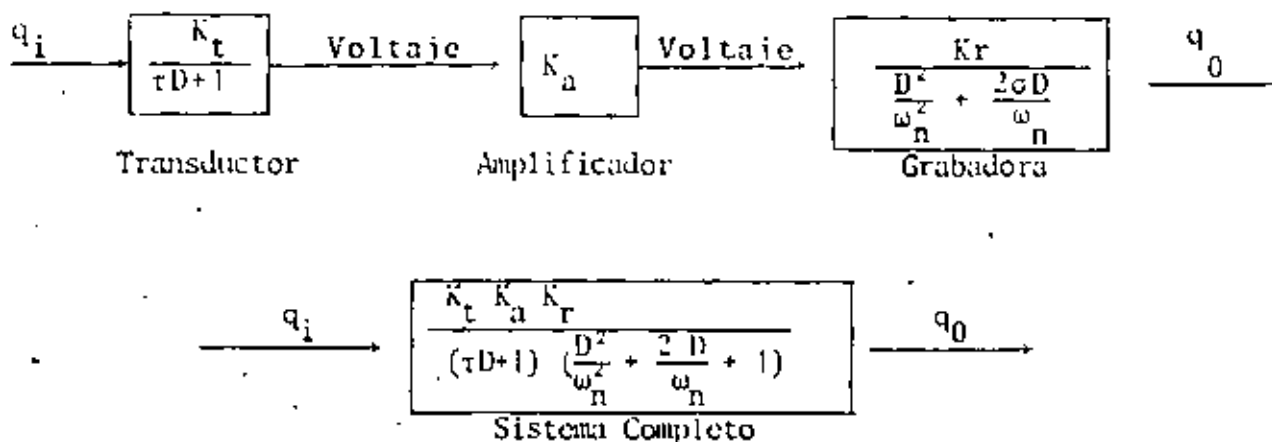 q_i K_t / τD+1 Voltaje K_a Voltaje Kr / D²/ω_n² + 2σD/ω_n q_0
Transductor Amplificador Grabadora
q_i K_t K_a K_r / (τD+1) (D²/ω_n² + 2 D/ω_n + 1) q_0
Sistema Completo